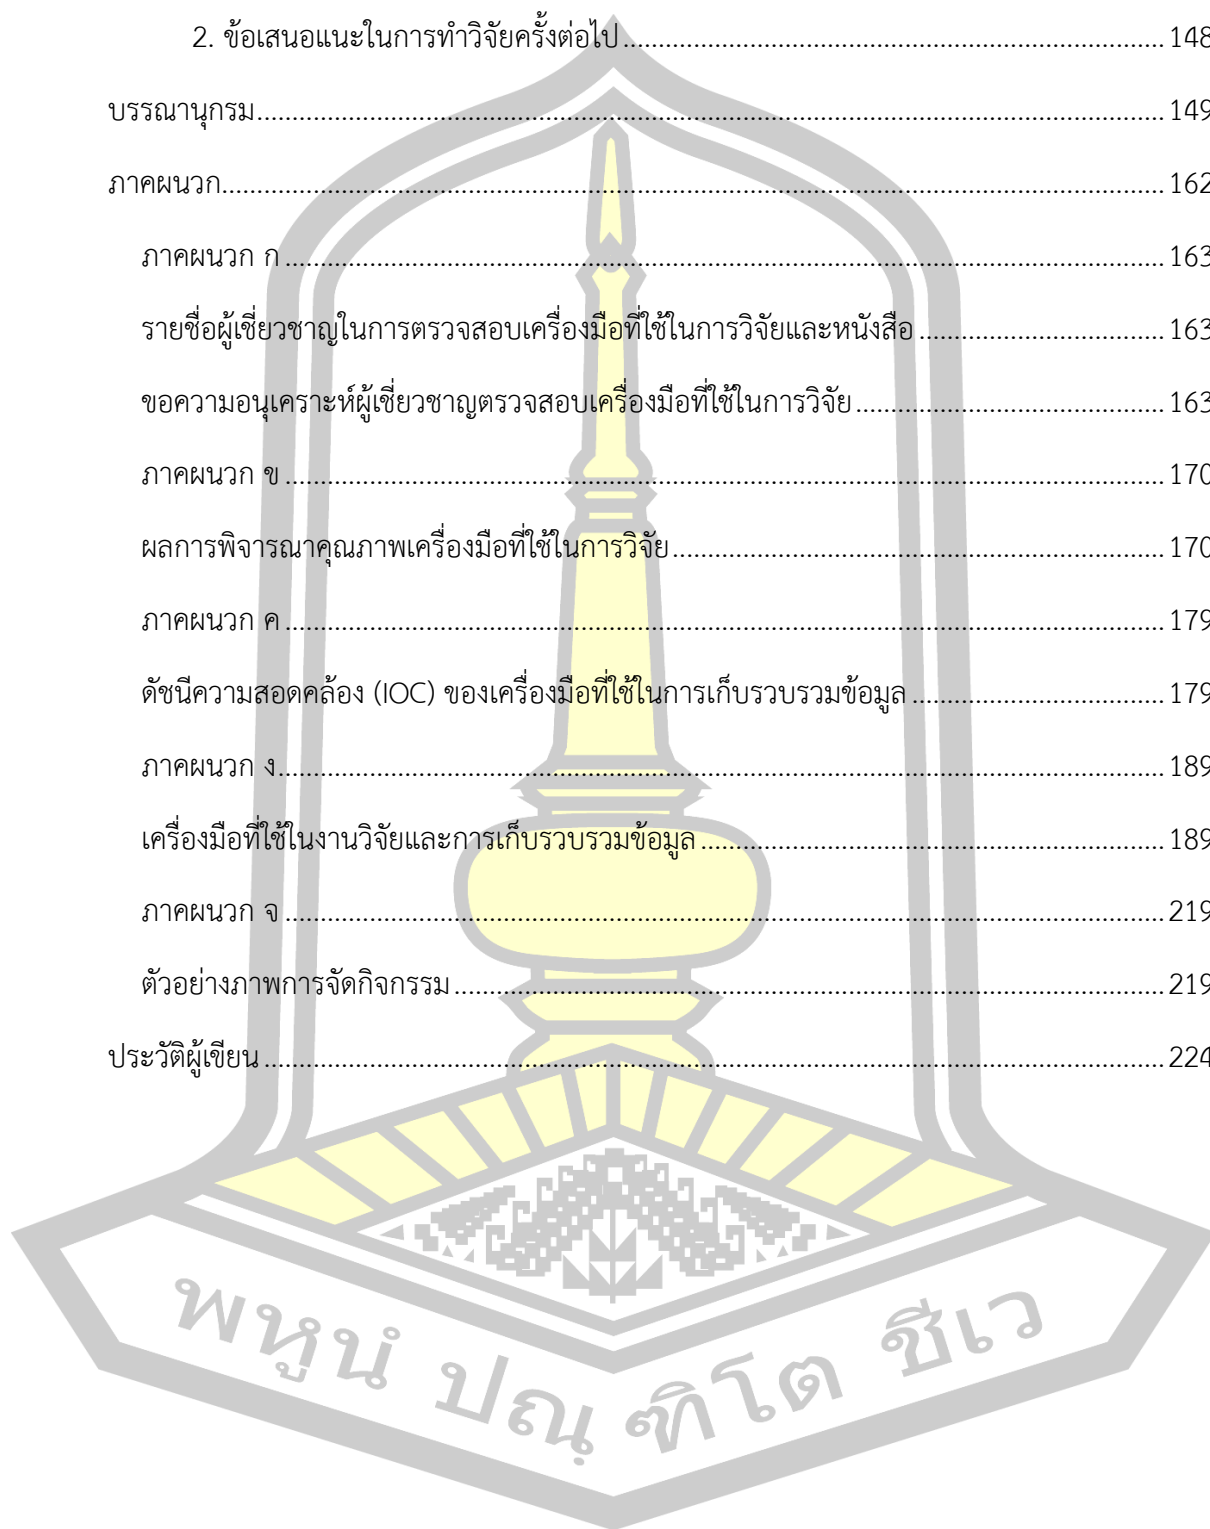 2. ข้อเสนอแนะในการทำวิจัยครั้งต่อไป ........ 148
บรรณานุกรม ........ 149
ภาคผนวก ........ 162
ภาคผนวก ก ........ 163
รายชื่อผู้เชี่ยวชาญในการตรวจสอบเครื่องมือที่ใช้ในการวิจัยและหนังสือ ........ 163
ขอความอนุเคราะห์ผู้เชี่ยวชาญตรวจสอบเครื่องมือที่ใช้ในการวิจัย ........ 163
ภาคผนวก ข ........ 170
ผลการพิจารณาคุณภาพเครื่องมือที่ใช้ในการวิจัย ........ 170
ภาคผนวก ค ........ 179
ดัชนีความสอดคล้อง (IOC) ของเครื่องมือที่ใช้ในการเก็บรวบรวมข้อมูล ........ 179
ภาคผนวก ง ........ 189
เครื่องมือที่ใช้ในงานวิจัยและการเก็บรวบรวมข้อมูล ........ 189
ภาคผนวก จ ........ 219
ตัวอย่างภาพการจัดกิจกรรม ........ 219
ประวัติผู้เขียน ........ 224
พหูนํ ปณฺฑิโต ชีเว